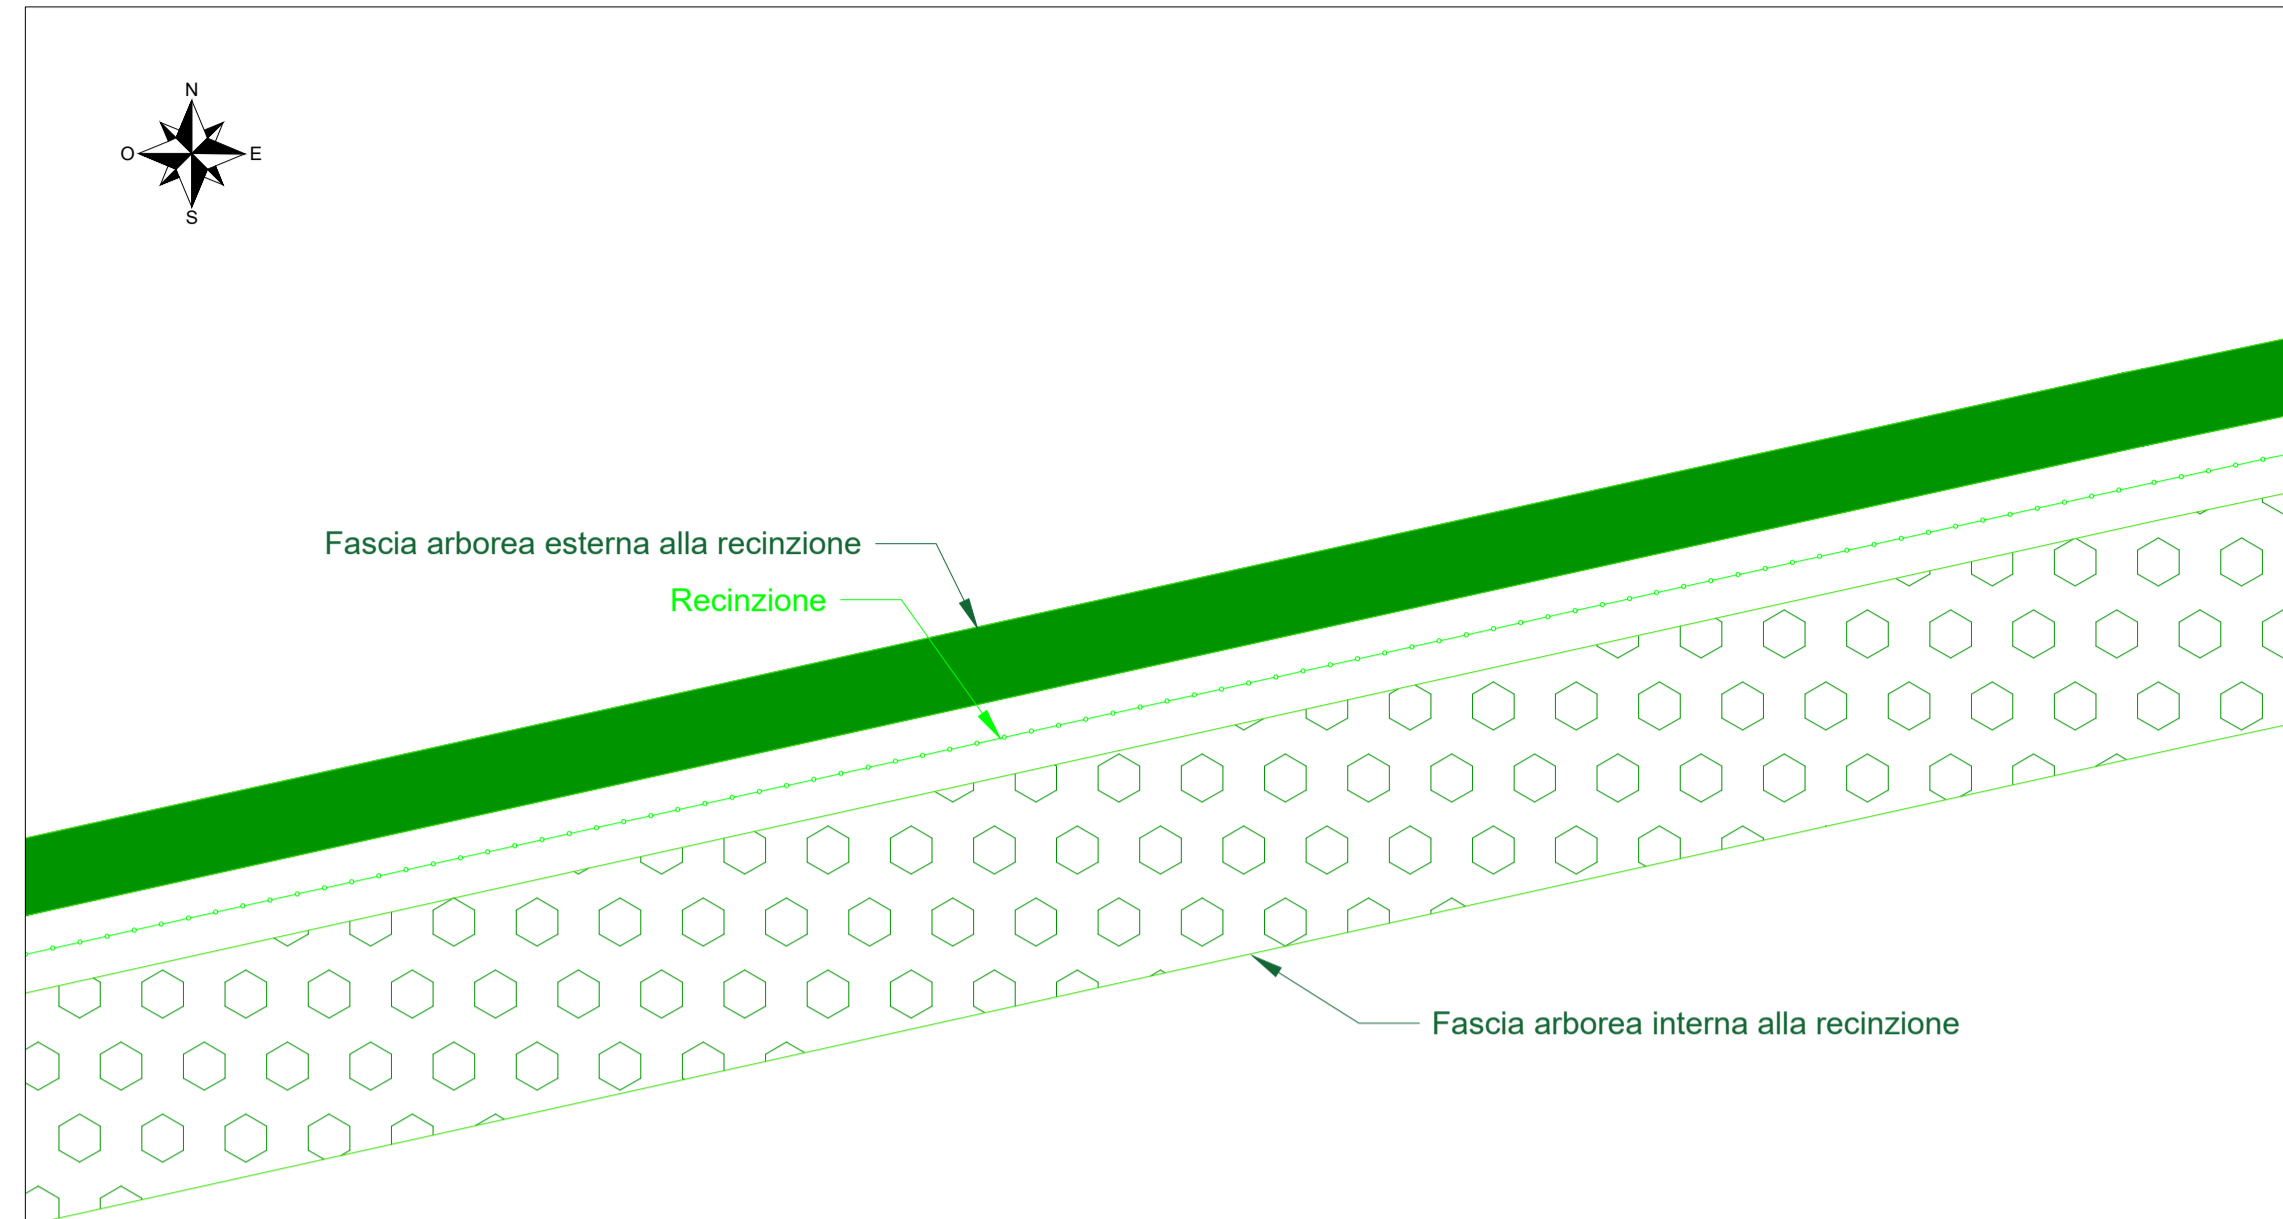 N
O E
S
Fascia arborea esterna alla recinzione
Recinzione
Fascia arborea interna alla recinzione